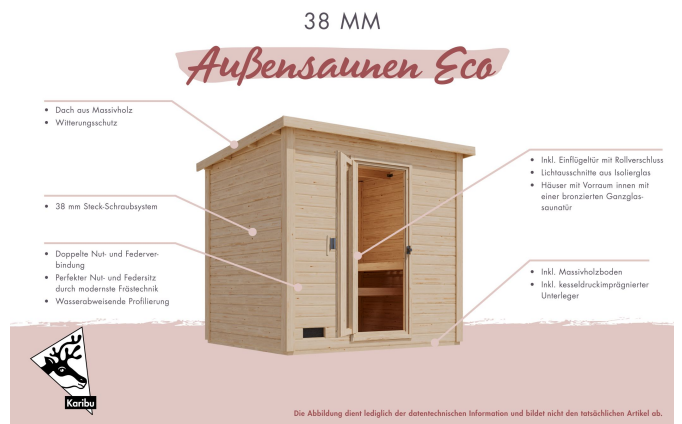 38 MM
Außensaunen Eco
• Dach aus Massivholz
• Witterungsschutz
• 38 mm Steck-Schraubsystem
• Doppelte Nut- und Federver-
bindung
• Perfekter Nut- und Federsitz
durch modernste Frästechnik
• Wasserabweisende Profilierung
• Inkl. Einflügeltür mit Rollverschluss
• Lichtausschnitte aus Isolierglas
• Häuser mit Vorraum innen mit
einer bronzierten Ganzglas-
saunatür
• Inkl. Massivholzboden
• Inkl. kesseldruckimprägnierter
Unterleger
Karibu
Die Abbildung dient lediglich der datentechnischen Information und bildet nicht den tatsächlichen Artikel ab.